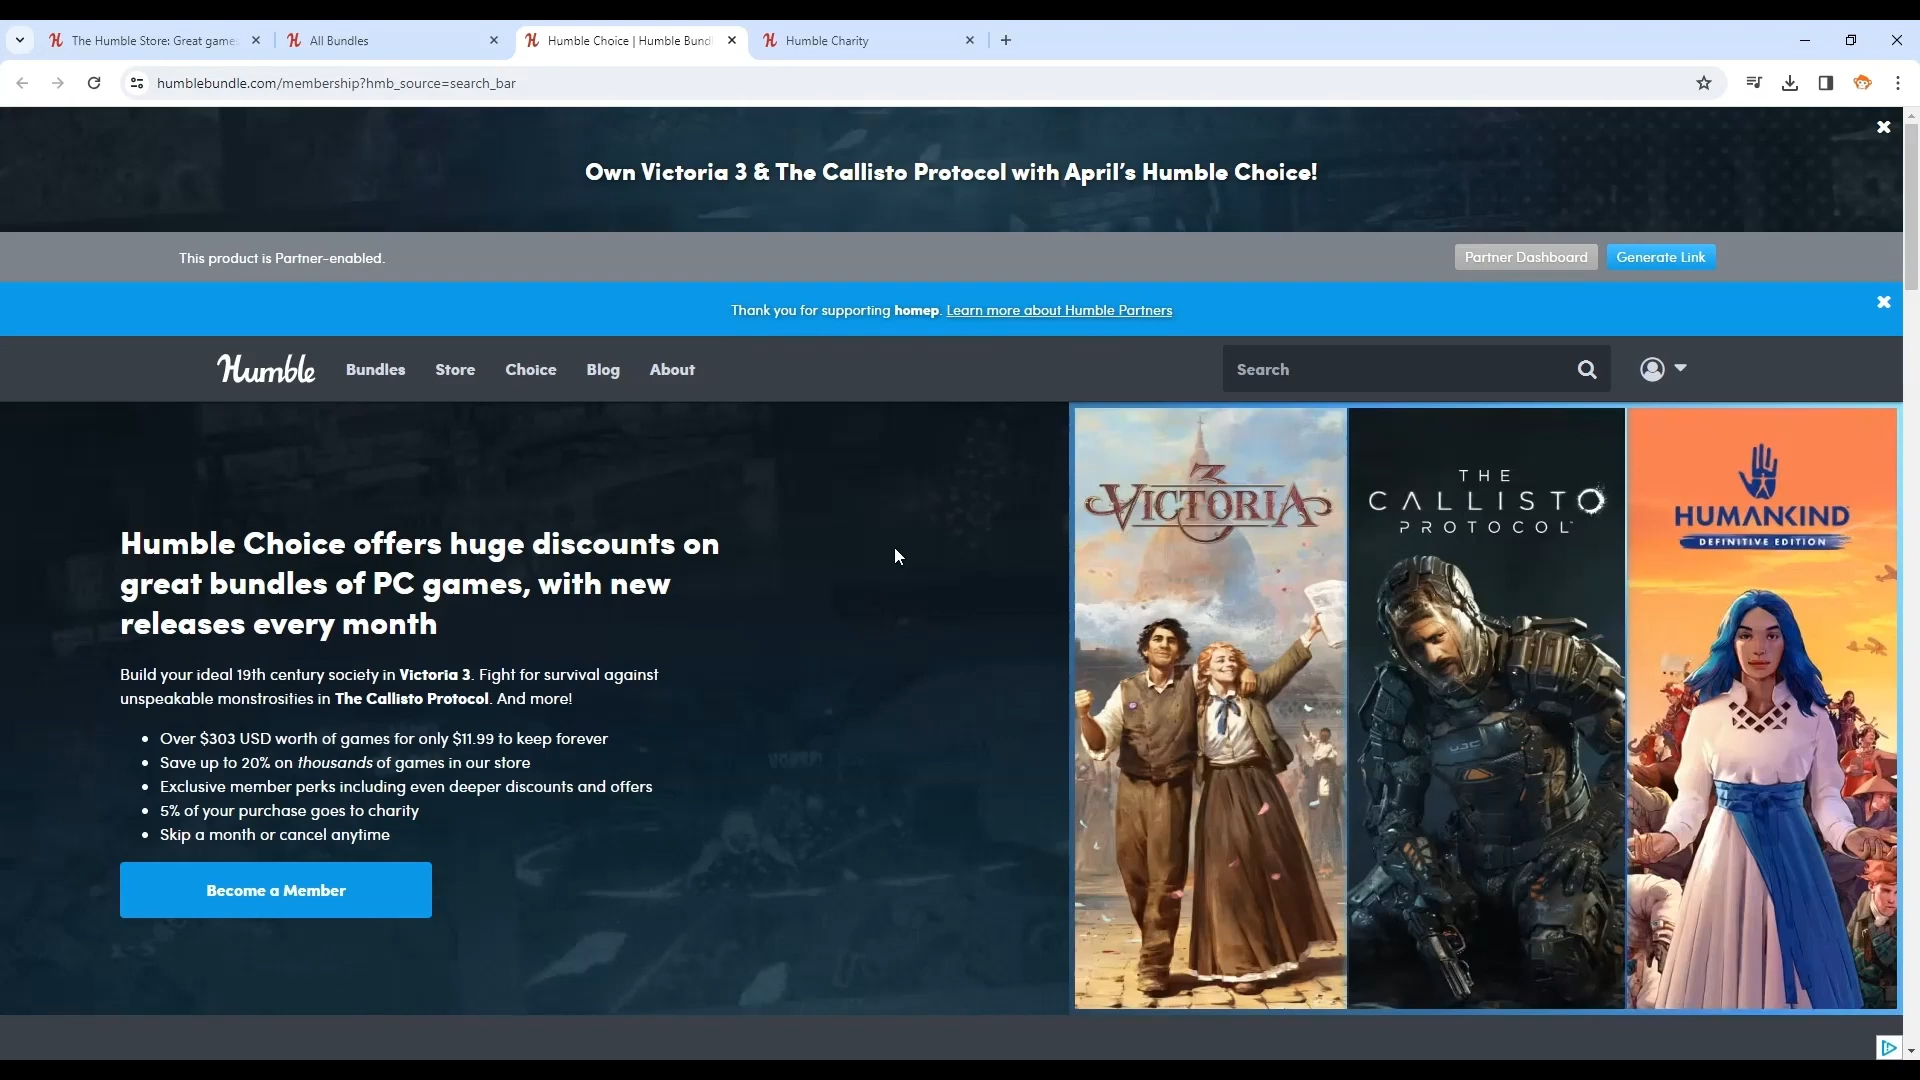 The Humble Store: Great game
All Bundles
Humble Choice | Humble Bundl
Humble Charity
humblebundle.com/membership?hmb_source=search_bar
Own Victoria 3 & The Callisto Protocol with April's Humble Choice!
This product is Partner-enabled.
Partner Dashboard
Generate Link
Thank you for supporting homep. Learn more about Humble Partners
Humble
Bundles
Store
Choice
Blog
About
Search
Humble Choice offers huge discounts on
great bundles of PC games, with new
releases every month
Build your ideal 19th century society in Victoria 3. Fight for survival against
unspeakable monstrosities in The Callisto Protocol. And more!
• Over $303 USD worth of games for only $11.99 to keep forever
• Save up to 20% on thousands of games in our store
• Exclusive member perks including even deeper discounts and offers
• 5% of your purchase goes to charity
• Skip a month or cancel anytime
Become a Member
3
VICTORIA
THE
CALLISTO
PROTOCOL™
HUMANKIND
DEFINITIVE EDITION